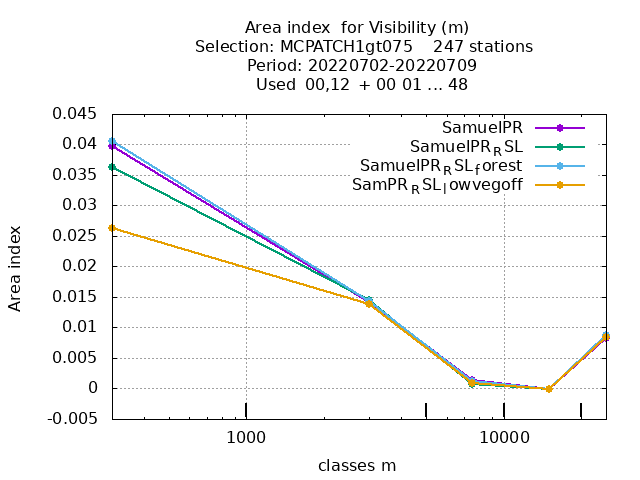 Area index for Visibility (m)
Selection: MCPATCH1gt075 247 stations
Period: 20220702-20220709
Used 00,12 + 00 01 ... 48
0.045
0.04
0.035
0.03
0.025
0.02
0.015
0.01
0.005
0
-0.005
Area index
SamuelPR
SamuelPR_RSL
SamuelPR_RSL_forest
SamPR_RSL_lowvegoff
1000
10000
classes m